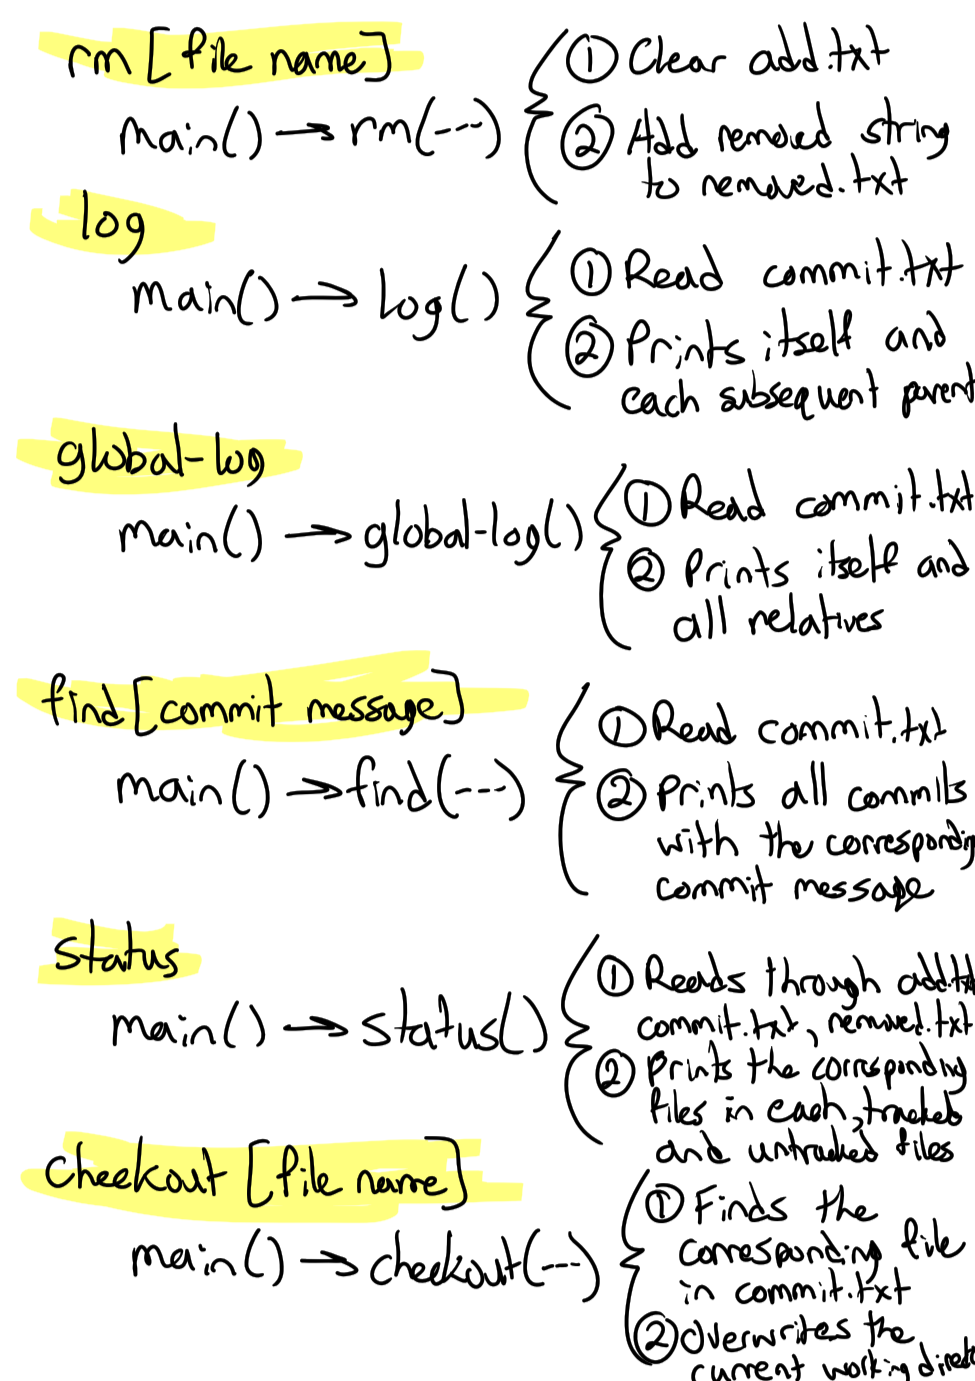 rm [file name]
main() → rm(---)
① Clear add.txt
② Add removed string
to removed.txt
log
main() → log()
① Read commit.txt
② Prints itself and
each subsequent parent
global-log
main() → global-log()
① Read commit.txt
② Prints itself and
all relatives
find [commit message]
main() → find(---)
① Read commit.txt
② Prints all commits
with the correspondin
commit message
status
main() → status()
① Reads through add.tx
commit.txt, removed.txt
② Prints the corresponding
files in each, tracked
and untracked files
checkout [file name]
main() → checkout(---)
① Finds the
corresponding file
in commit.txt
② Overwrites the
current working